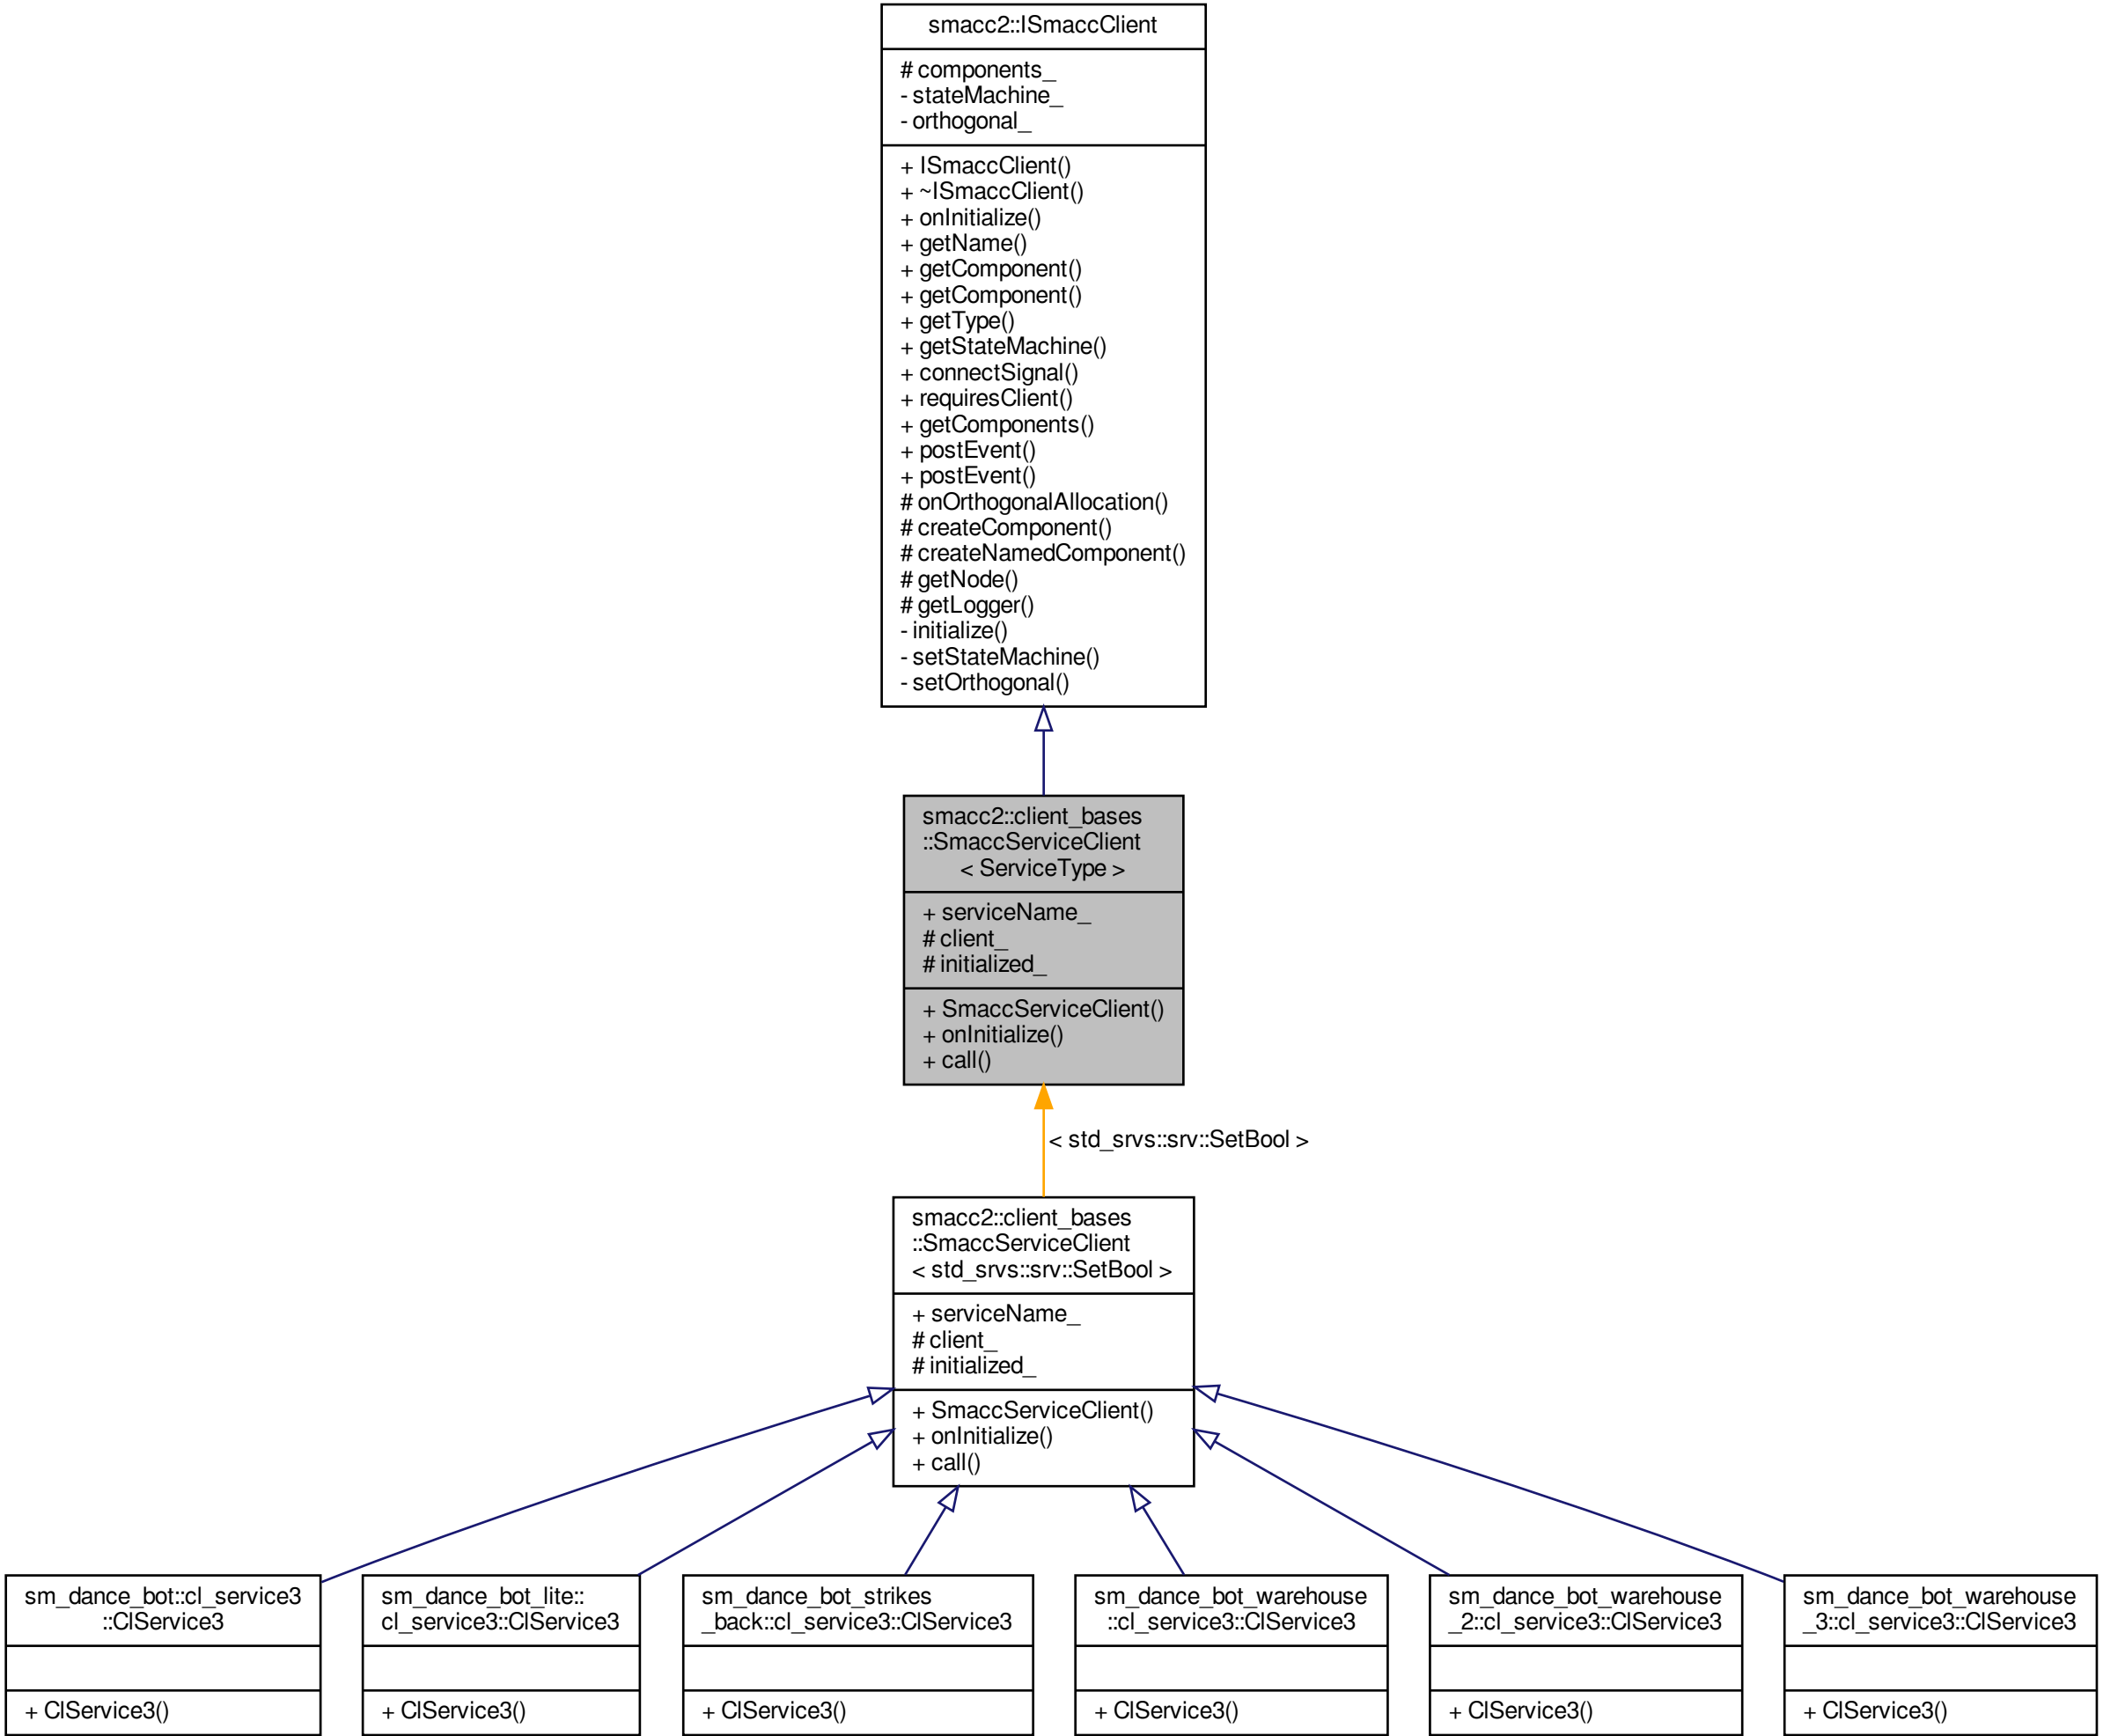 smacc2::ISmaccClient
# components_
- stateMachine_
- orthogonal_
+ ISmaccClient()
+ ~ISmaccClient()
+ onInitialize()
+ getName()
+ getComponent()
+ getComponent()
+ getType()
+ getStateMachine()
+ connectSignal()
+ requiresClient()
+ getComponents()
+ postEvent()
+ postEvent()
# onOrthogonalAllocation()
# createComponent()
# createNamedComponent()
# getNode()
# getLogger()
- initialize()
- setStateMachine()
- setOrthogonal()
smacc2::client_bases
::SmaccServiceClient
< ServiceType >
+ serviceName_
# client_
# initialized_
+ SmaccServiceClient()
+ onInitialize()
+ call()
< std_srvs::srv::SetBool >
smacc2::client_bases
::SmaccServiceClient
< std_srvs::srv::SetBool >
+ serviceName_
# client_
# initialized_
+ SmaccServiceClient()
+ onInitialize()
+ call()
sm_dance_bot::cl_service3
::ClService3
+ ClService3()
sm_dance_bot_lite::
cl_service3::ClService3
+ ClService3()
sm_dance_bot_strikes
_back::cl_service3::ClService3
+ ClService3()
sm_dance_bot_warehouse
::cl_service3::ClService3
+ ClService3()
sm_dance_bot_warehouse
_2::cl_service3::ClService3
+ ClService3()
sm_dance_bot_warehouse
_3::cl_service3::ClService3
+ ClService3()